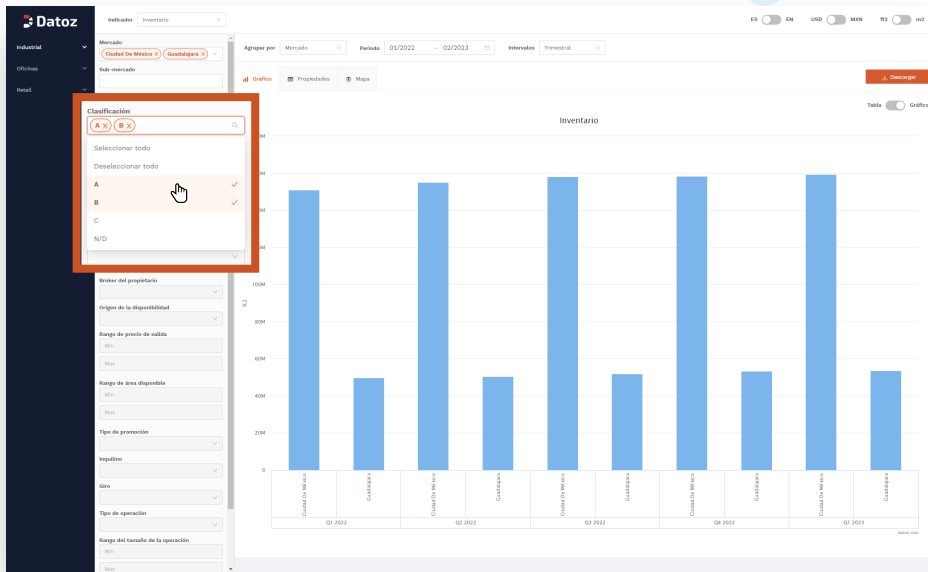 Datoz
Indicador
Inventario
ES
EN
USD
MXN
ft2
m2
Industrial
Oficinas
Retail
Mercado
Ciudad De México X
Guadalajara X
Sub-mercado
Agrupar por
Mercado
Periodo
01/2022
→
02/2023
Intervalos
Trimestral
Gráfico
Propiedades
Mapa
Descargar
Tabla
Gráfico
Clasificación
A X
B X
Seleccionar todo
Deseleccionar todo
A
B
C
N/D
Broker del propietario
Origen de la disponibilidad
Rango de precio de salida
Min
Max
Rango de área disponible
Min
Max
Tipo de promoción
Inquilino
Giro
Tipo de operación
Rango del tamaño de la operación
Min
Max
Inventario
ft2
100M
80M
60M
40M
20M
0
Ciudad De México
Guadalajara
Ciudad De México
Guadalajara
Ciudad De México
Guadalajara
Ciudad De México
Guadalajara
Ciudad De México
Guadalajara
Q1 2022
Q2 2022
Q3 2022
Q4 2022
Q1 2023
datoz.com